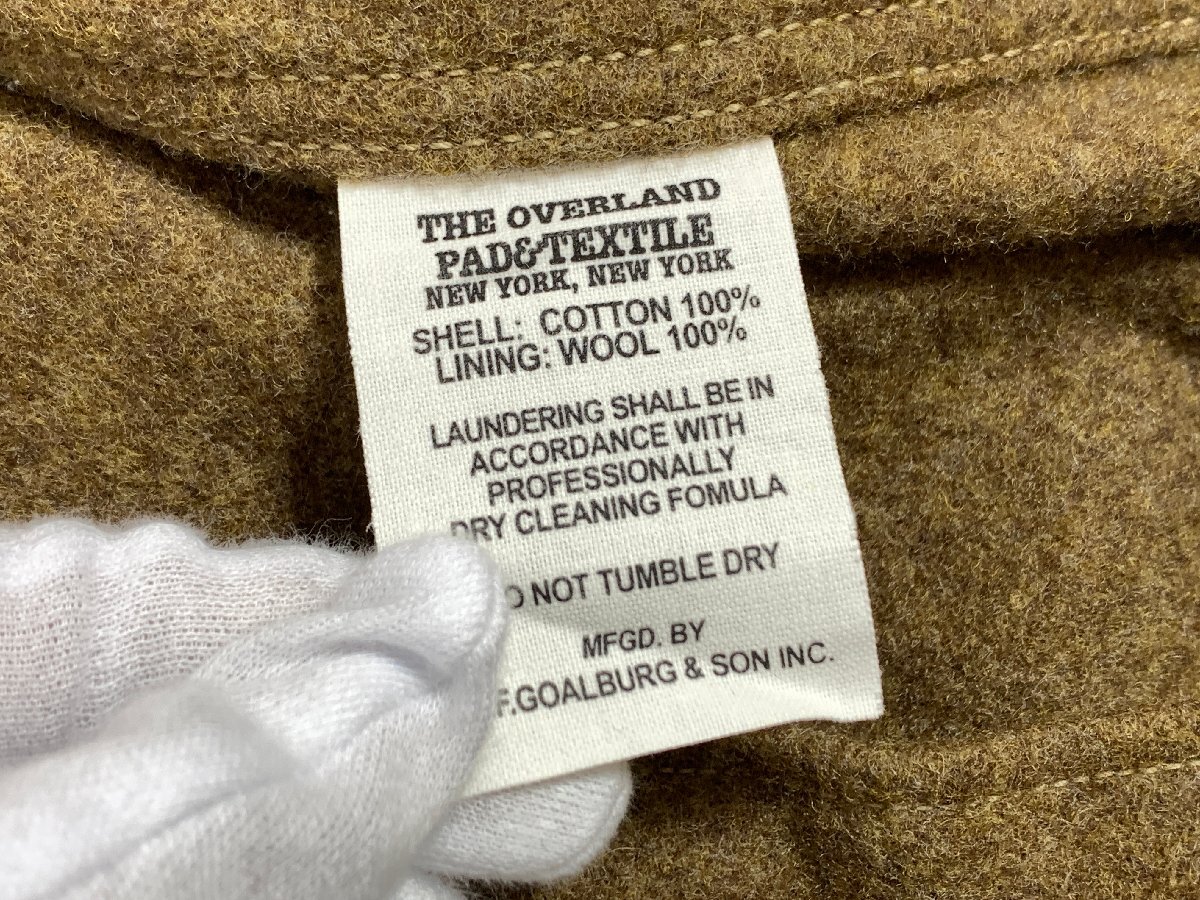 THE OVERLAND
PAD&TEXTILE
NEW YORK, NEW YORK
SHELL: COTTON 100%
LINING: WOOL 100%
LAUNDERING SHALL BE IN
ACCORDANCE WITH
PROFESSIONALLY
DRY CLEANING FOMULA
DO NOT TUMBLE DRY
MFGD. BY
F.GOALBURG & SON INC.